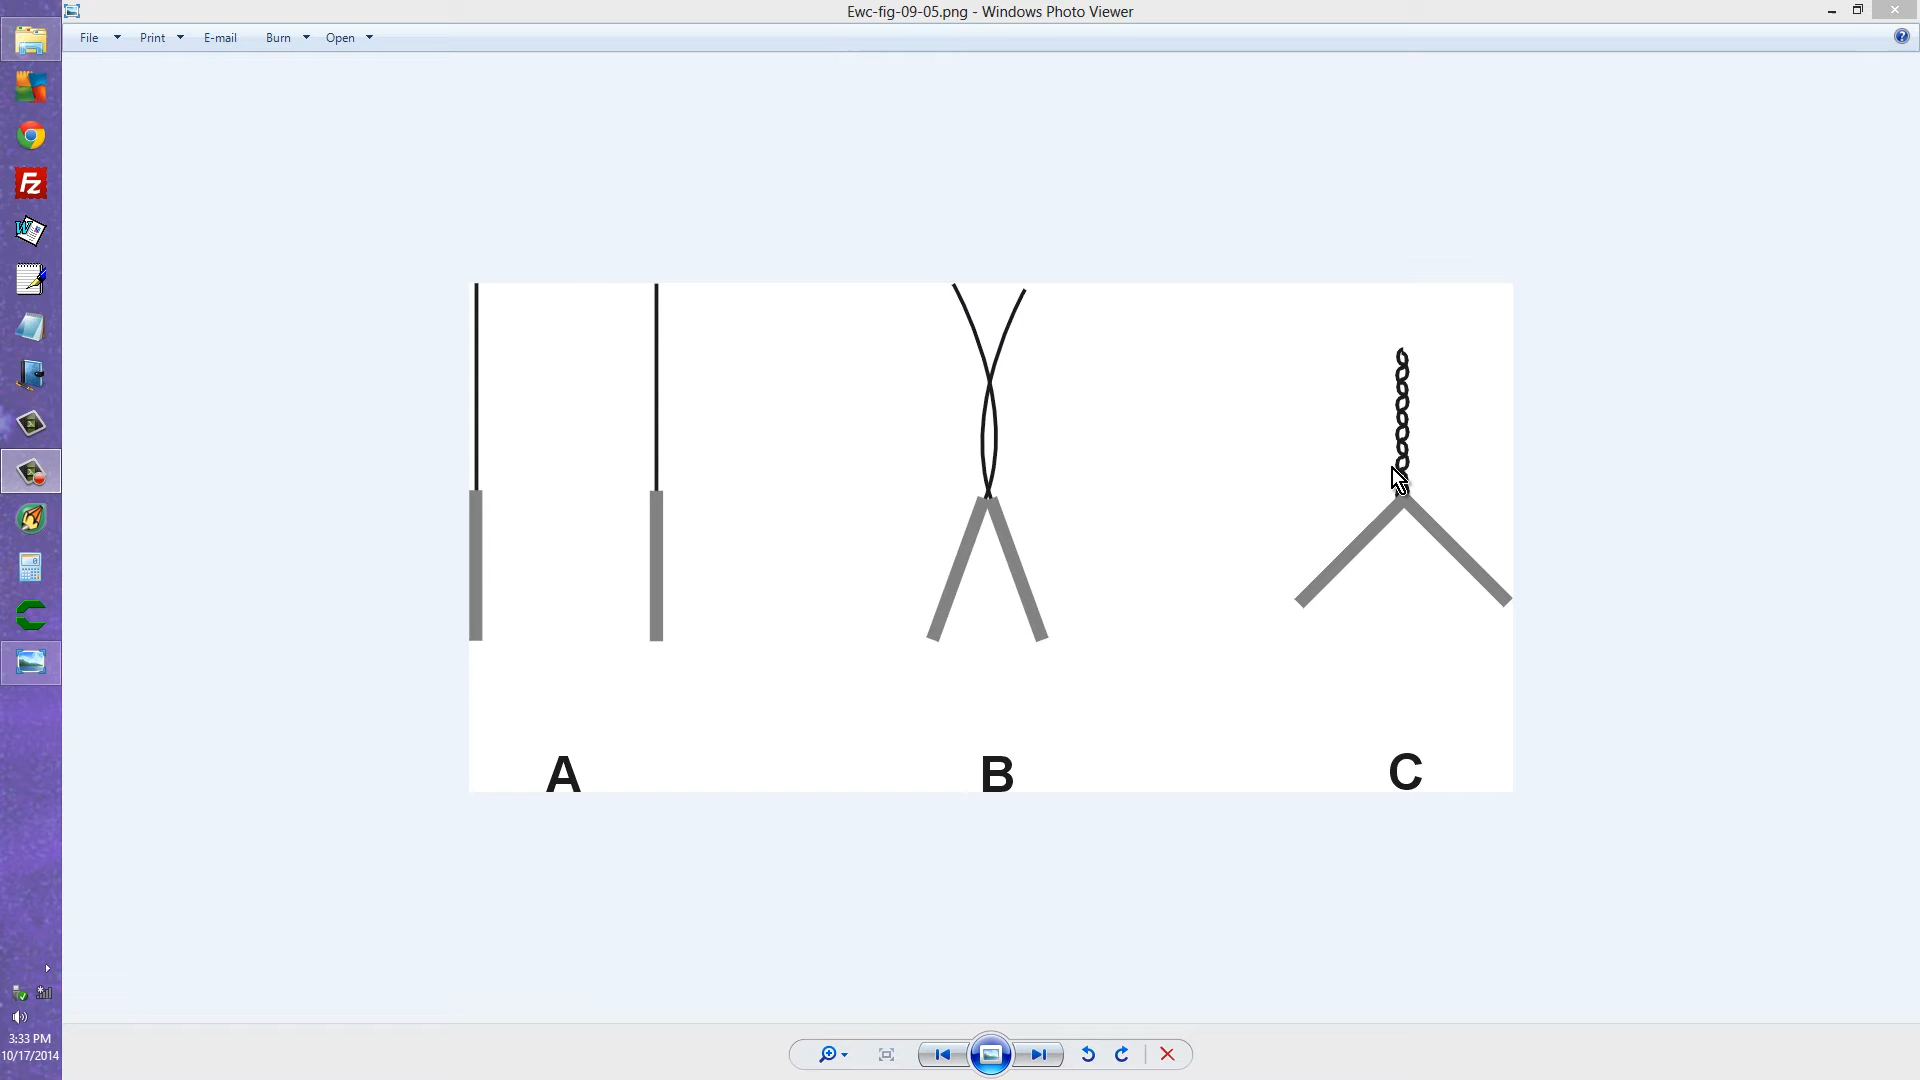 Ewc-fig-09-05.png - Windows Photo Viewer
File Print E-mail Burn Open
A B C
3:33 PM
10/17/2014